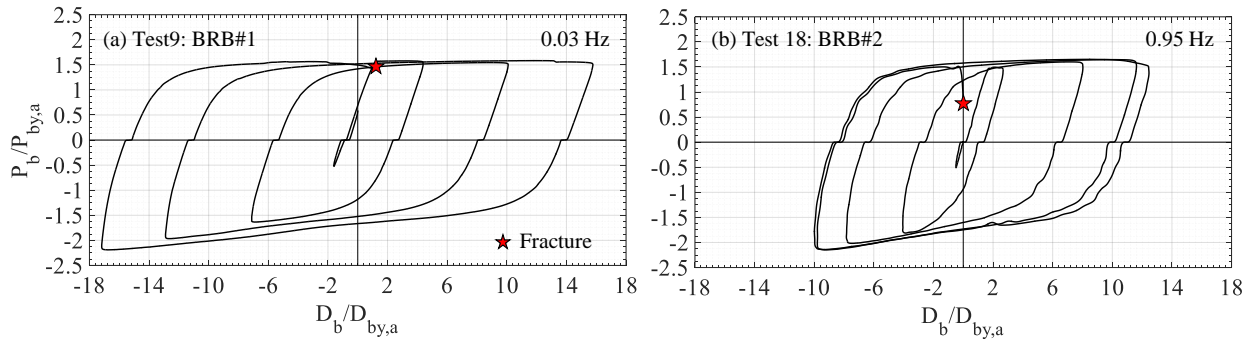 (a) Test9: BRB#1
0.03 Hz
2.5
2
1.5
1
0.5
0
-0.5
-1
-1.5
-2
-2.5
P_b/P_by,a
Fracture
-18 -14 -10 -6 -2 2 6 10 14 18
D_b/D_by,a
(b) Test 18: BRB#2
0.95 Hz
2.5
2
1.5
1
0.5
0
-0.5
-1
-1.5
-2
-2.5
-18 -14 -10 -6 -2 2 6 10 14 18
D_b/D_by,a